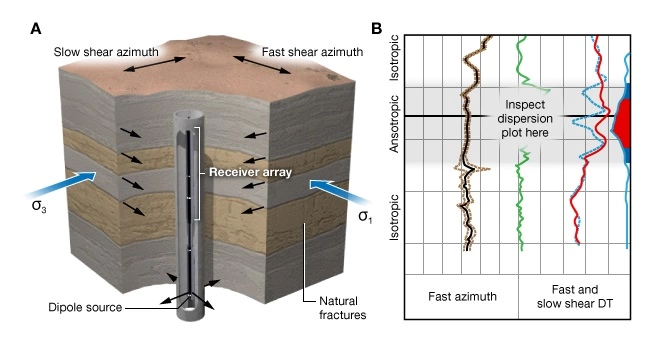 A
Slow shear azimuth
Fast shear azimuth
Receiver array
σ3
σ1
Dipole source
Natural
fractures
B
Isotropic
Ansotropic
Isotropic
Inspect
dispersion
plot here
Fast azimuth
Fast and
slow shear DT